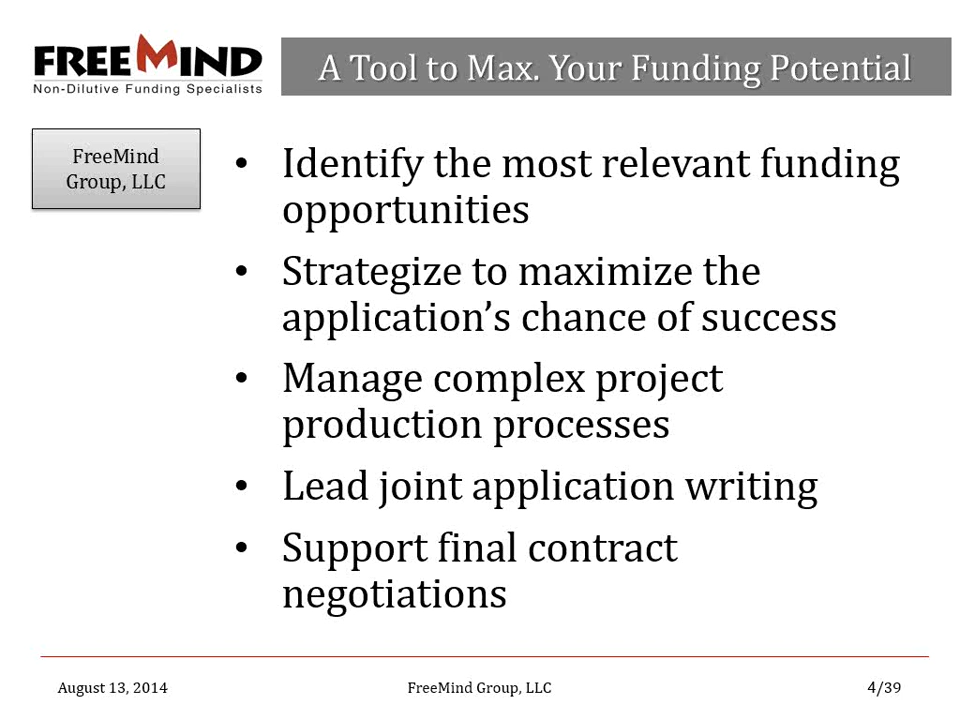 FREEMIND
Non-Dilutive Funding Specialists
A Tool to Max. Your Funding Potential
FreeMind
Group, LLC
• Identify the most relevant funding
opportunities
• Strategize to maximize the
application’s chance of success
• Manage complex project
production processes
• Lead joint application writing
• Support final contract
negotiations
August 13, 2014
FreeMind Group, LLC
4/39